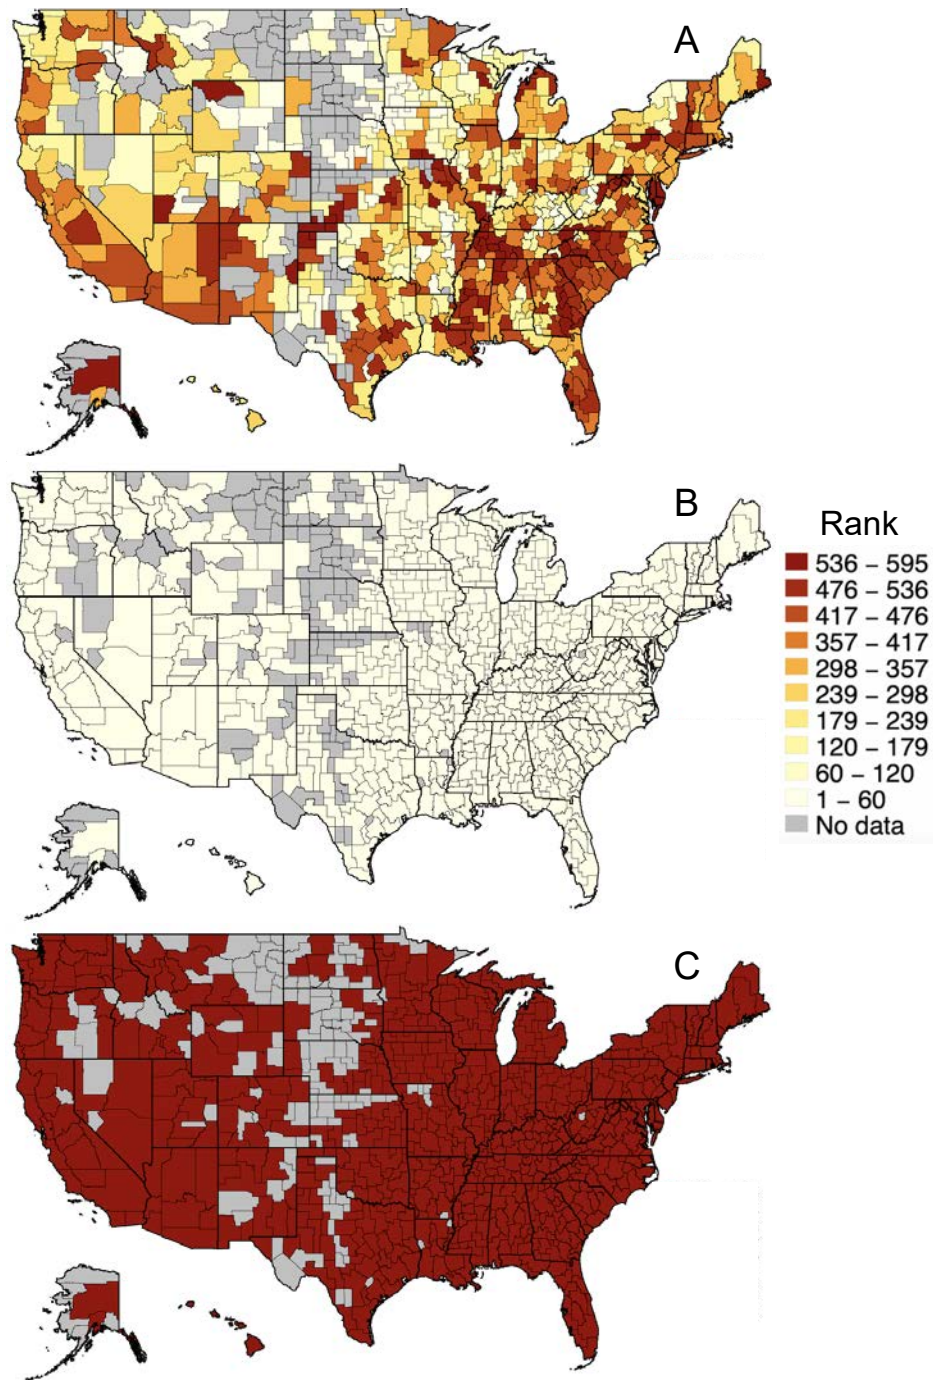 A
B
Rank
536 – 595
476 – 536
417 – 476
357 – 417
298 – 357
239 – 298
179 – 239
120 – 179
60 – 120
1 – 60
No data
C